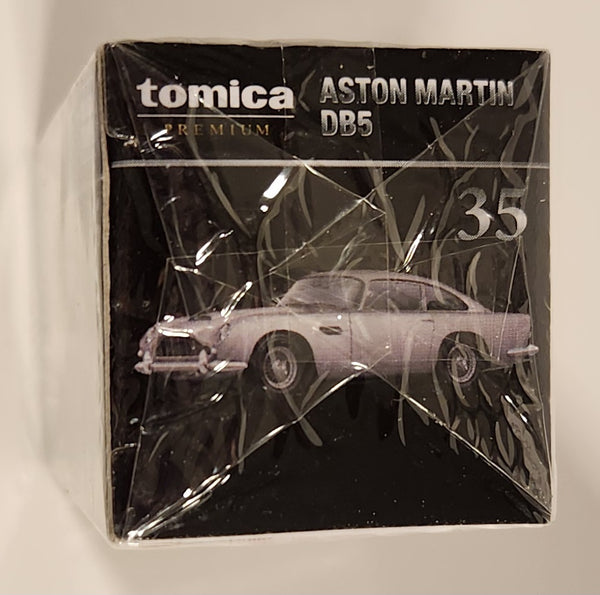 tomica
PREMIUM
ASTON MARTIN
DB5
35